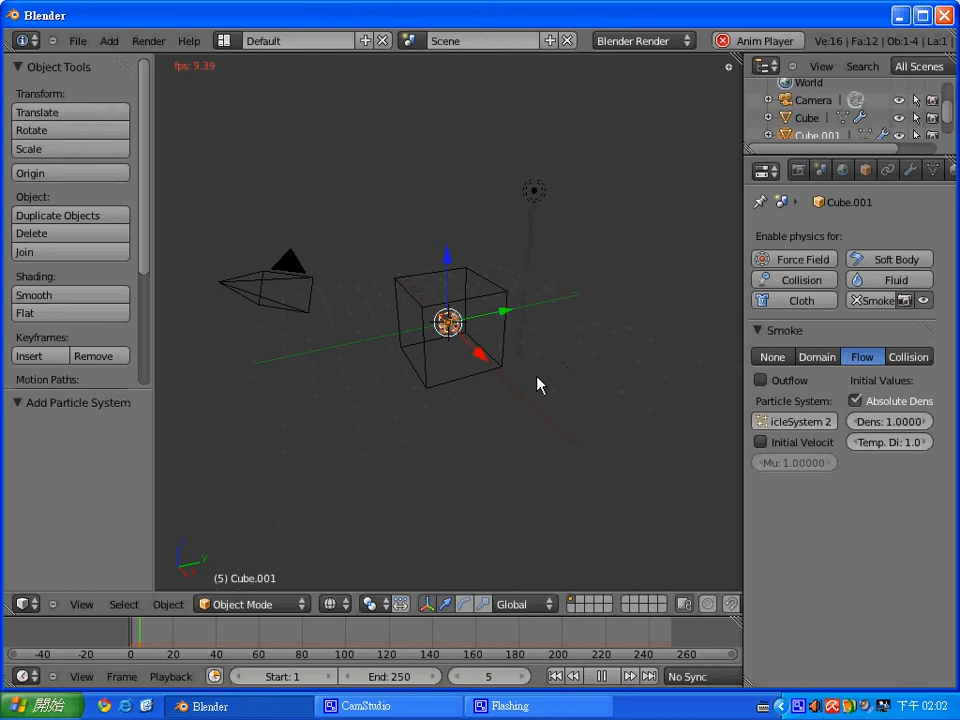 Blender
File Add Render Help Default Scene Blender Render Anim Player Ve:16 | Fa:12 | Ob:1-4 | La:1 |
Object Tools
Transform:
Translate
Rotate
Scale
Origin
Object:
Duplicate Objects
Delete
Join
Shading:
Smooth
Flat
Keyframes:
Insert Remove
Motion Paths:
Add Particle System
fps: 9.39
(5) Cube.001
View Search All Scenes
World
Camera
Cube
Cube.001
Cube.001
Enable physics for:
Force Field Soft Body
Collision Fluid
Cloth Smoke
Smoke
None Domain Flow Collision
Outflow Initial Values:
Particle System: Absolute Dens
icleSystem 2 Dens: 1.0000
Initial Velocit Temp. Di: 1.0
Mu: 1.00000
View Select Object Object Mode Global
-40 -20 0 20 40 60 80 100 120 140 160 180 200 220 240 260
View Frame Playback Start: 1 End: 250 5 No Sync
開始 Blender CamStudio Flashing 下午 02:02